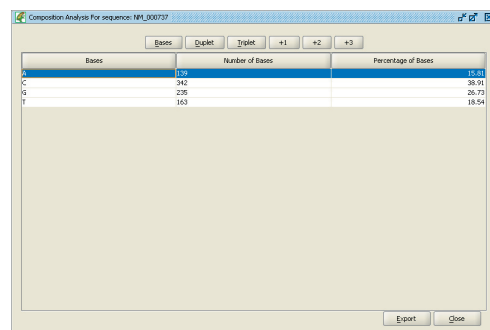 Composition Analysis For sequence: NM_000737
Bases Duplet Triplet +1 +2 +3
Bases Number of Bases Percentage of Bases
A 139 15.81
C 342 38.91
G 235 26.73
T 163 18.54
Export Close